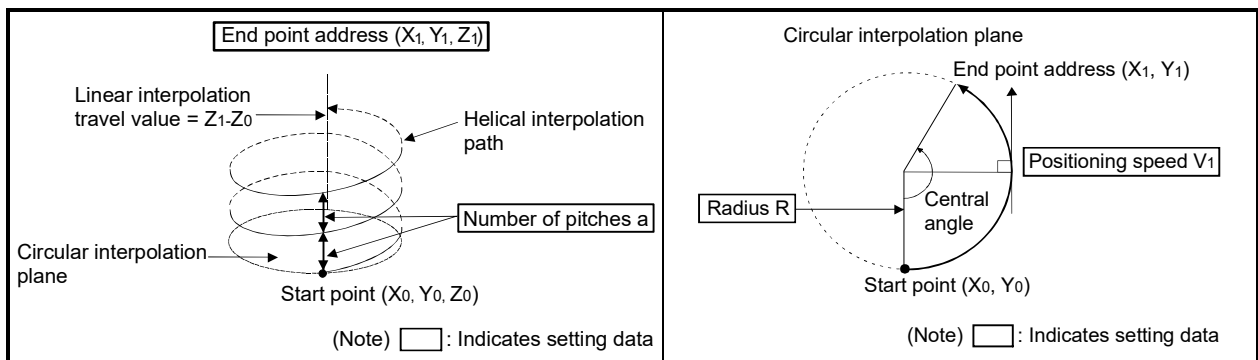 End point address (X1, Y1, Z1)
Linear interpolation
travel value = Z1-Z0
Helical interpolation
path
Number of pitches a
Circular interpolation
plane
Start point (X0, Y0, Z0)
(Note) : Indicates setting data
Circular interpolation plane
End point address (X1, Y1)
Positioning speed V1
Radius R
Central
angle
Start point (X0, Y0)
(Note) : Indicates setting data